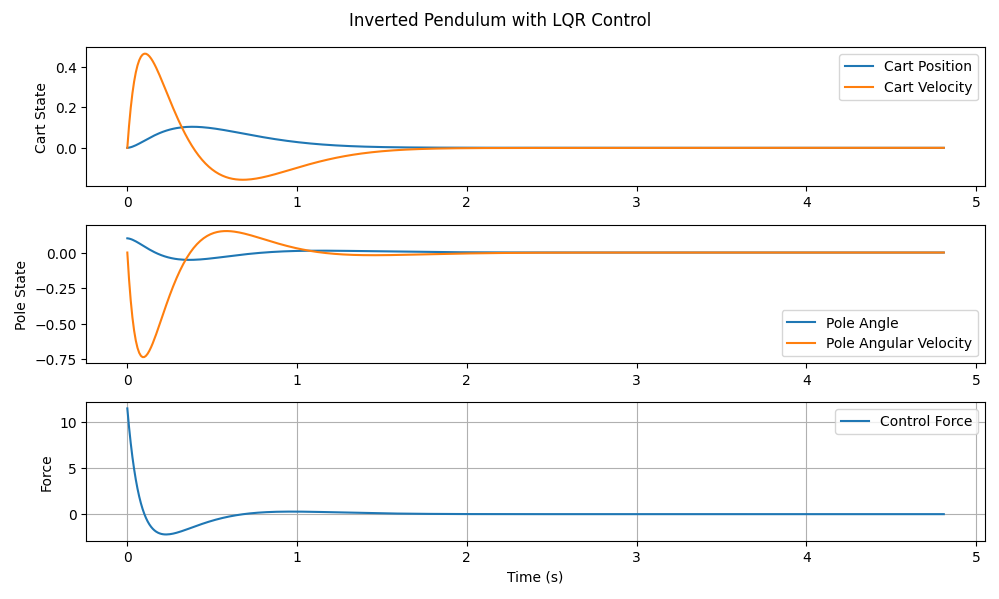 Inverted Pendulum with LQR Control
Cart State
0.4
0.2
0.0
Cart Position
Cart Velocity
0 1 2 3 4 5
Pole State
0.00
−0.25
−0.50
−0.75
Pole Angle
Pole Angular Velocity
0 1 2 3 4 5
Force
10
5
0
Control Force
0 1 2 3 4 5
Time (s)